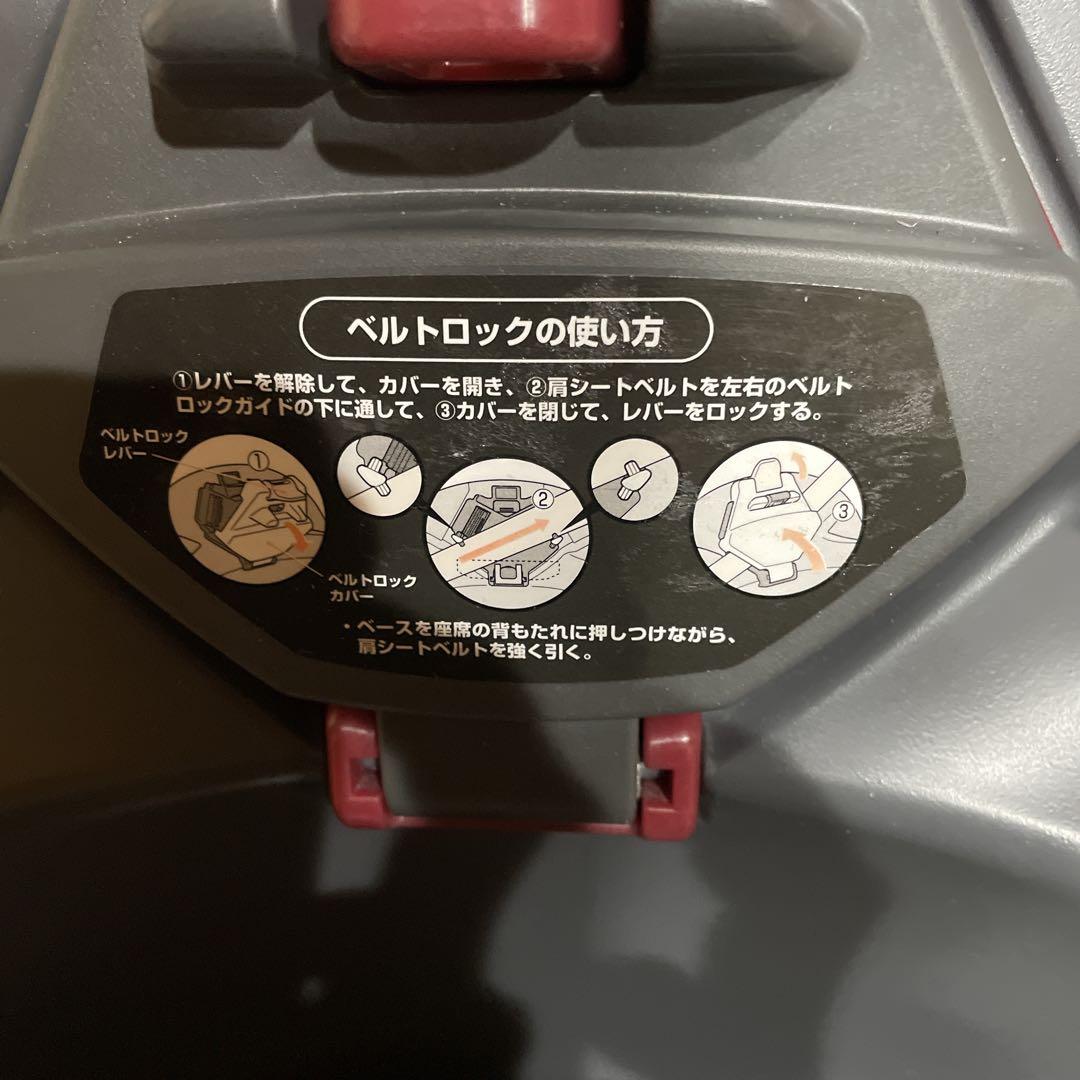 ベルトロックの使い方
①レバーを解除して、カバーを開き、②肩シートベルトを左右のベルト
ロックガイドの下に通して、③カバーを閉じて、レバーをロックする。
ベルトロック
レバー
①
②
③
ベルトロック
カバー
・ベースを座席の背もたれに押しつけながら、
肩シートベルトを強く引く。